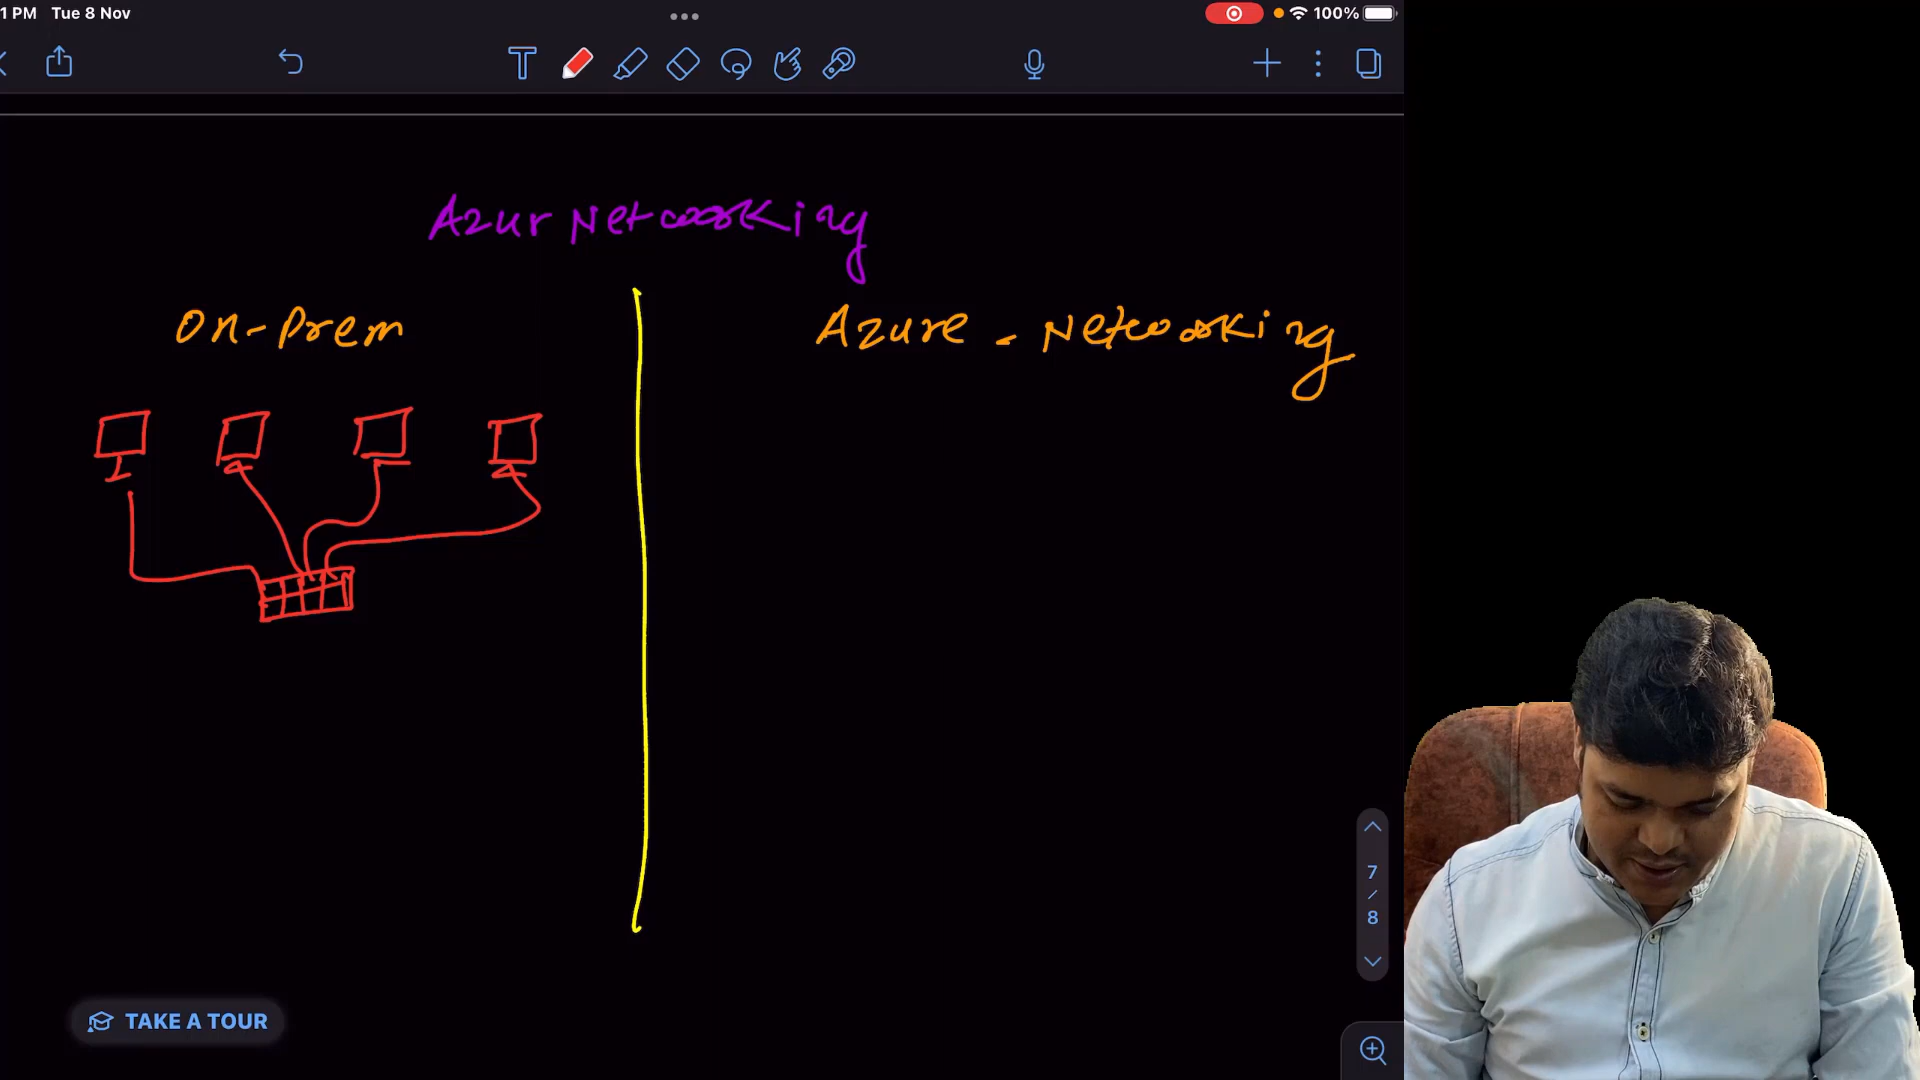 1 PM Tue 8 Nov
100%
Azur Networking
On-Prem
Azure - Networking
7
/
8
TAKE A TOUR